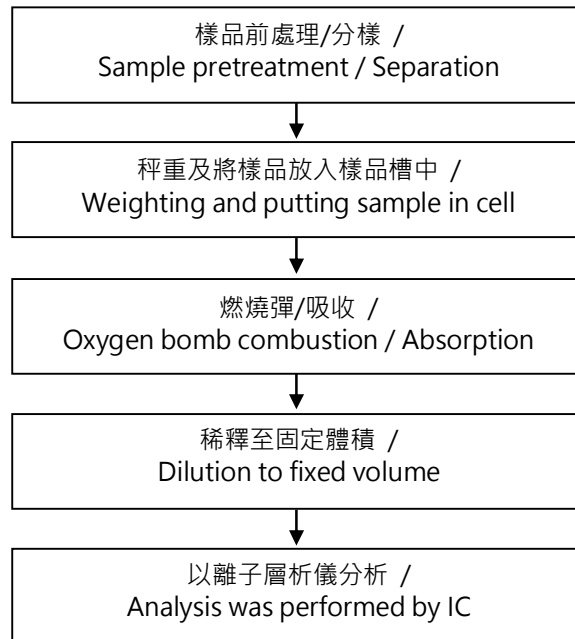 樣品前處理/分樣 /
Sample pretreatment / Separation
秤重及將樣品放入樣品槽中 /
Weighting and putting sample in cell
燃燒彈/吸收 /
Oxygen bomb combustion / Absorption
稀釋至固定體積 /
Dilution to fixed volume
以離子層析儀分析 /
Analysis was performed by IC